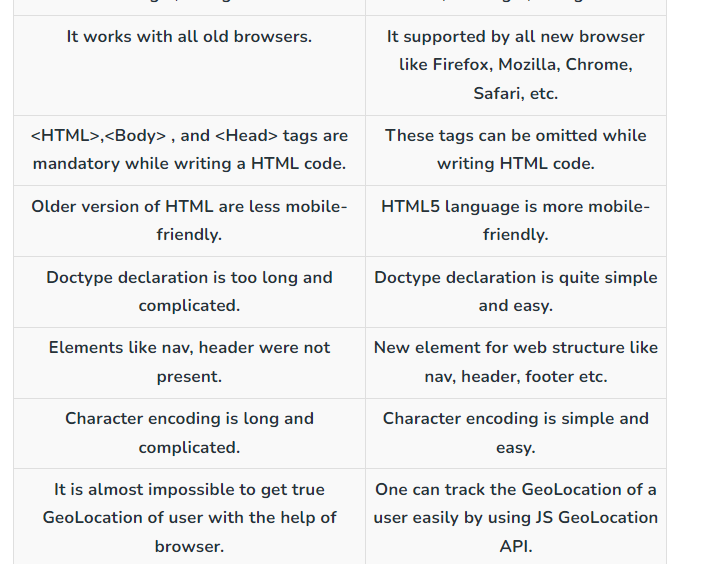 It works with all old browsers.
It supported by all new browser
like Firefox, Mozilla, Chrome,
Safari, etc.
<HTML>,<Body> , and <Head> tags are
mandatory while writing a HTML code.
These tags can be omitted while
writing HTML code.
Older version of HTML are less mobile-
friendly.
HTML5 language is more mobile-
friendly.
Doctype declaration is too long and
complicated.
Doctype declaration is quite simple
and easy.
Elements like nav, header were not
present.
New element for web structure like
nav, header, footer etc.
Character encoding is long and
complicated.
Character encoding is simple and
easy.
It is almost impossible to get true
GeoLocation of user with the help of
browser.
One can track the GeoLocation of a
user easily by using JS GeoLocation
API.